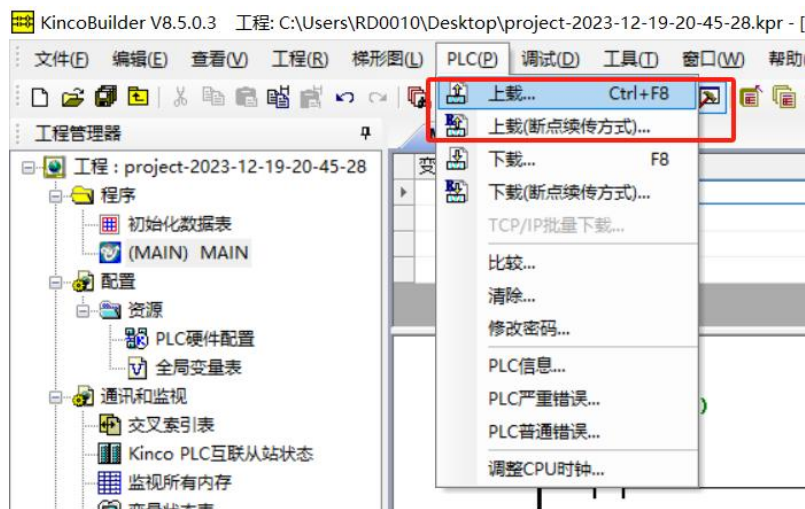 KincoBuilder V8.5.0.3 工程: C:\Users\RD0010\Desktop\project-2023-12-19-20-45-28.kpr - [
文件(F) 编辑(E) 查看(V) 工程(R) 梯形图(L) PLC(P) 调试(D) 工具(T) 窗口(W) 帮助(
上载... Ctrl+F8
上载(断点续传方式)...
下载... F8
下载(断点续传方式)...
TCP/IP批量下载...
比较...
清除...
修改密码...
PLC信息...
PLC严重错误...
PLC普通错误...
调整CPU时钟...
工程管理器
工程 : project-2023-12-19-20-45-28
程序
初始化数据表
(MAIN) MAIN
配置
资源
PLC硬件配置
全局变量表
通讯和监视
交叉索引表
Kinco PLC互联从站状态
监视所有内存
变量状态表
变
)